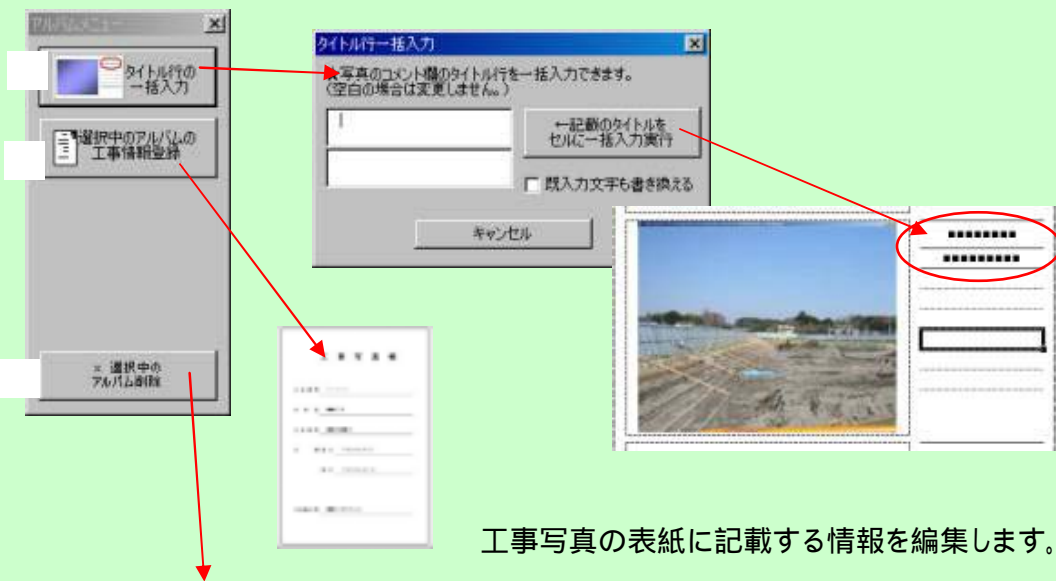 アルバムメニュー
タイトル行の
一括入力
選択中のアルバムの
工事情報登録
× 選択中の
アルバム削除
タイトル行一括入力
写真のコメント欄のタイトル行を一括入力できます。
(空白の場合は変更しません。)
←記載のタイトルを
セルに一括入力実行
既入力文字も書き換える
キャンセル
■■■■■■■■
■■■■■■■■■
工事写真帳
工事写真の表紙に記載する情報を編集します。